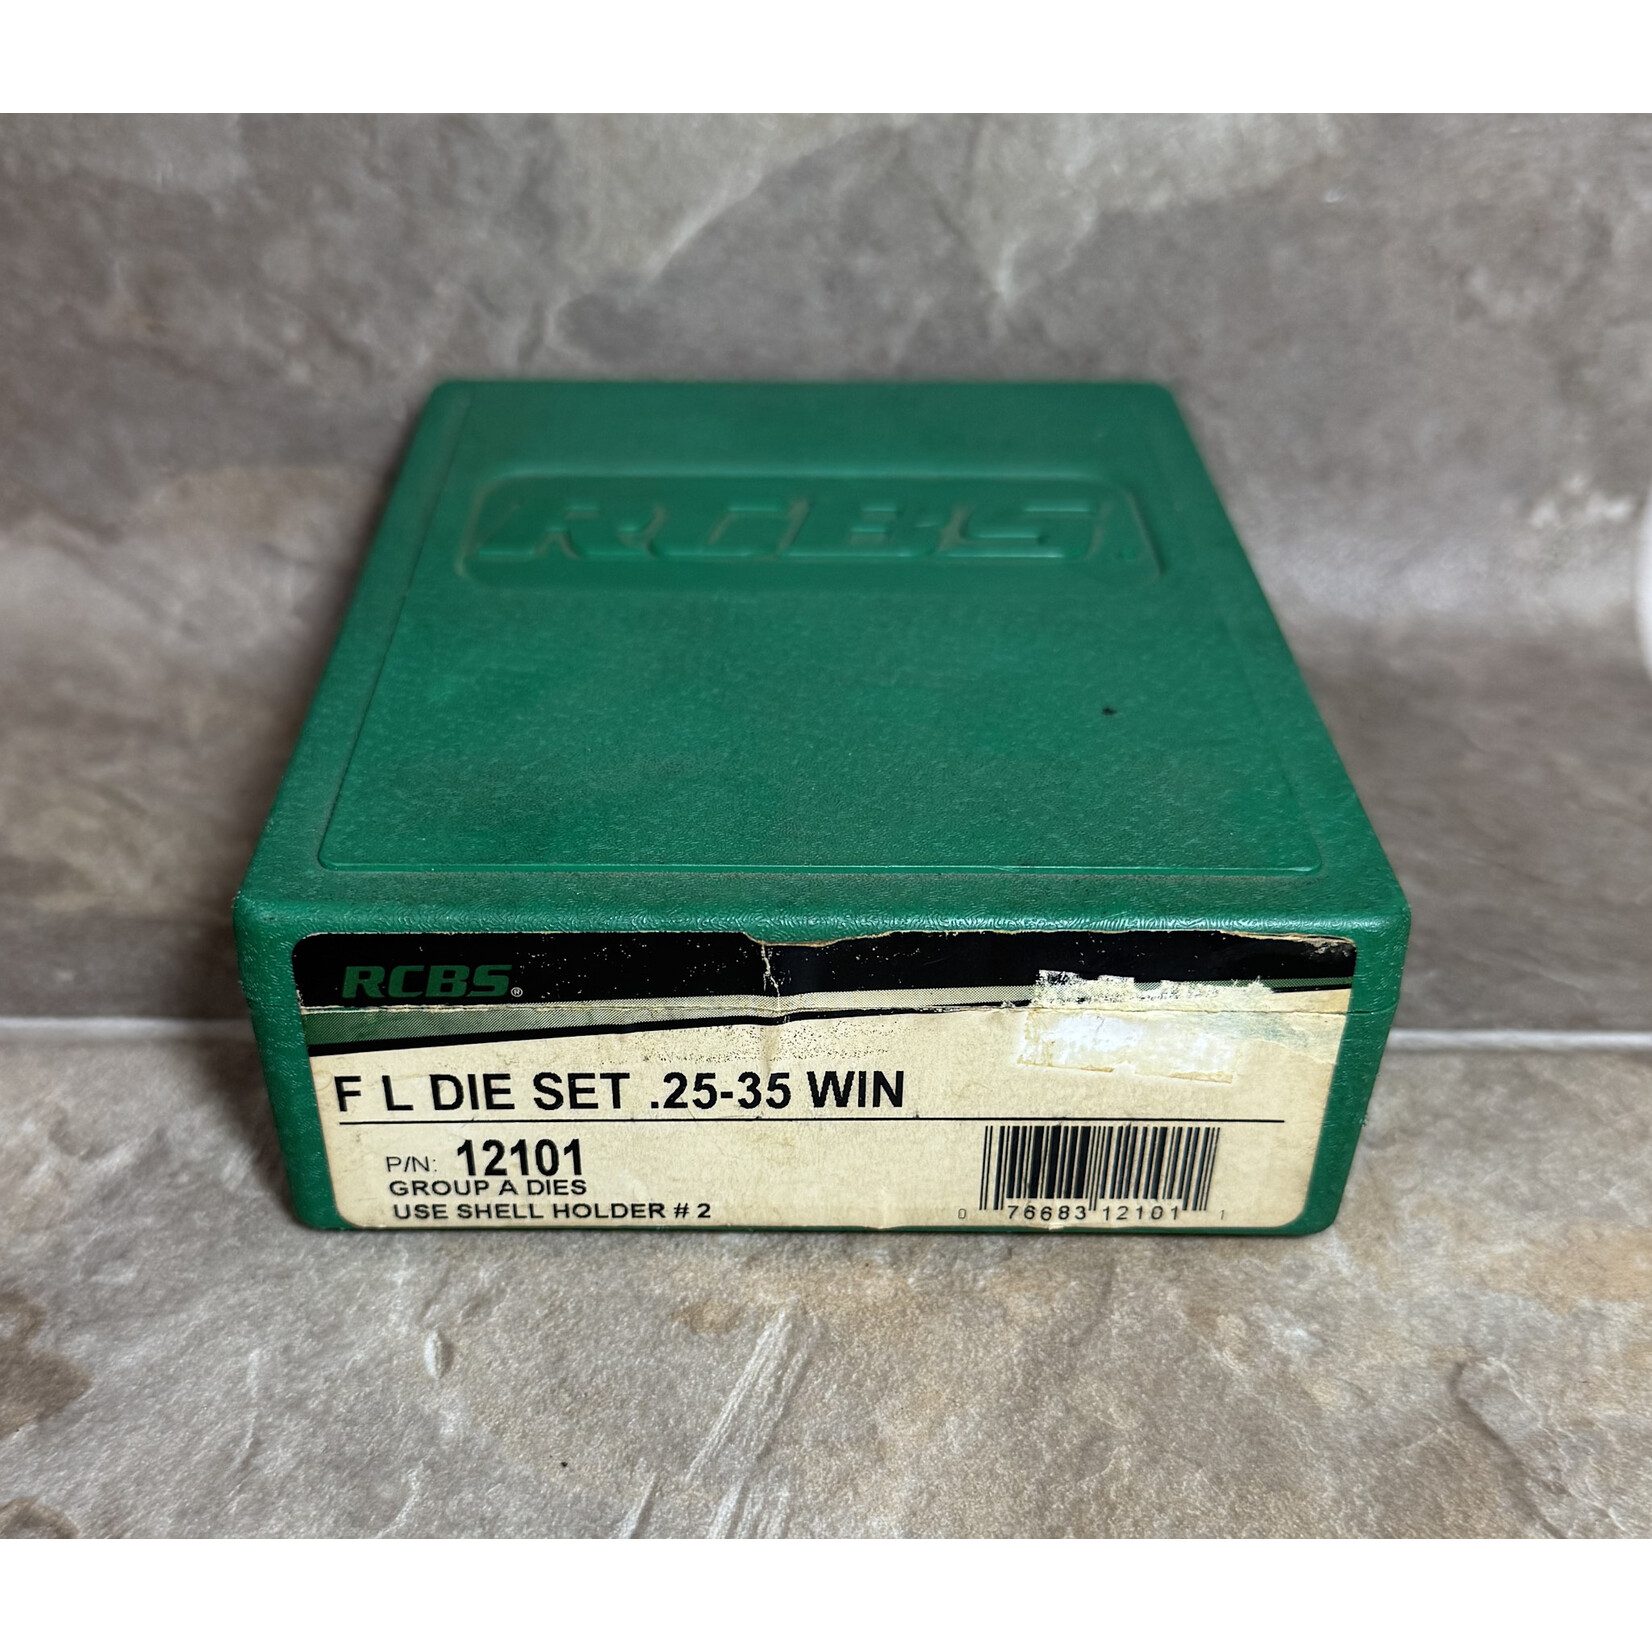 RCBS.
RCBS®
F L DIE SET .25-35 WIN
P/N: 12101
GROUP A DIES
USE SHELL HOLDER # 2
0 76683 12101 1